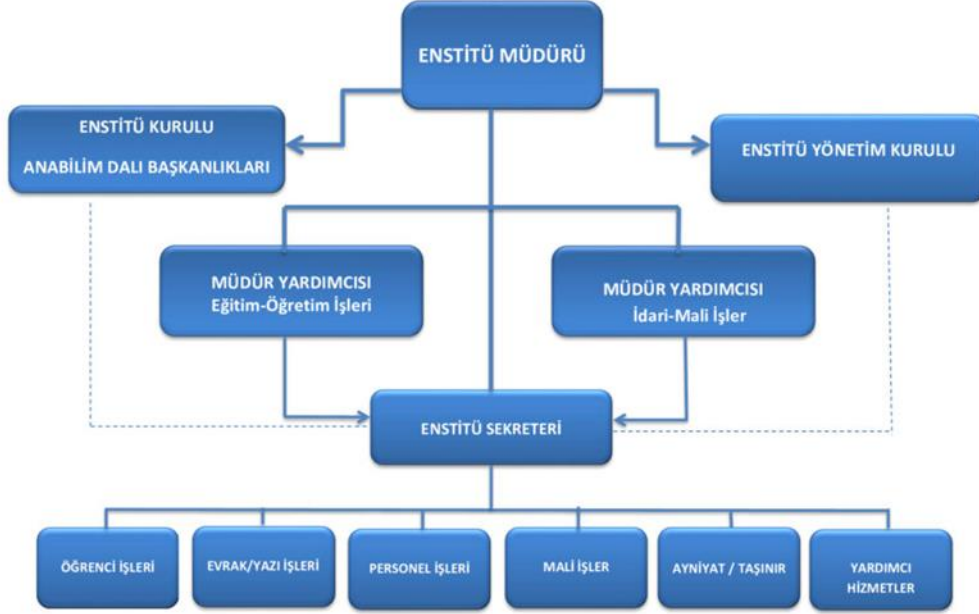 ENSTİTÜ MÜDÜRÜ
ENSTİTÜ KURULU
ANABİLİM DALI BAŞKANLIKLARI
ENSTİTÜ YÖNETİM KURULU
MÜDÜR YARDIMCISI
Eğitim-Öğretim İşleri
MÜDÜR YARDIMCISI
İdari-Mali İşler
ENSTİTÜ SEKRETERİ
ÖĞRENCİ İŞLERİ
EVRAK/YAZI İŞLERİ
PERSONEL İŞLERİ
MALİ İŞLER
AYNİYAT / TAŞINIR
YARDIMCI
HİZMETLER